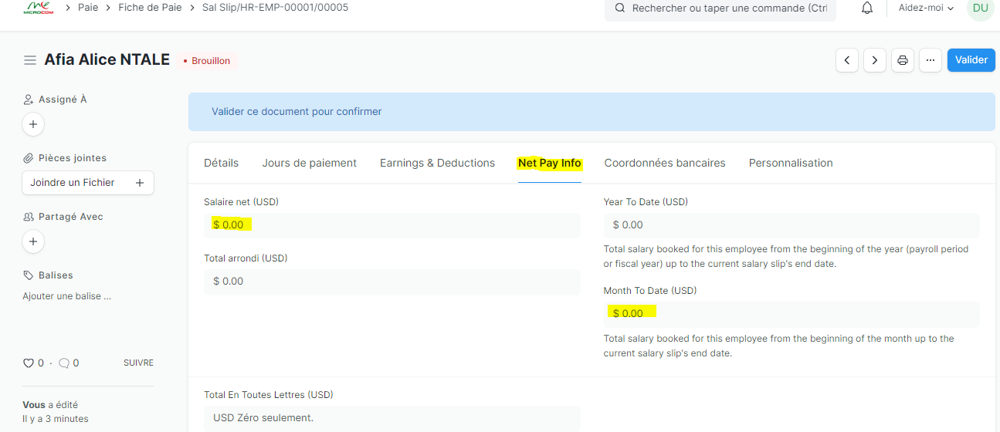 MICROCOM > Paie > Fiche de Paie > Sal Slip/HR-EMP-00001/00005 Rechercher ou taper une commande (Ctrl Aidez-moi DU
Afia Alice NTALE • Brouillon Valider
Assigné À
Valider ce document pour confirmer
Pièces jointes
Joindre un Fichier +
Détails Jours de paiement Earnings & Deductions Net Pay Info Coordonnées bancaires Personnalisation
Partagé Avec
Salaire net (USD) Year To Date (USD)
$ 0.00 $ 0.00
Total salary booked for this employee from the beginning of the year (payroll period
or fiscal year) up to the current salary slip's end date.
Total arrondi (USD)
$ 0.00
Balises
Ajouter une balise ...
Month To Date (USD)
$ 0.00
Total salary booked for this employee from the beginning of the month up to the
current salary slip's end date.
0 · 0 SUIVRE
Total En Toutes Lettres (USD)
USD Zéro seulement.
Vous a édité
Il y a 3 minutes